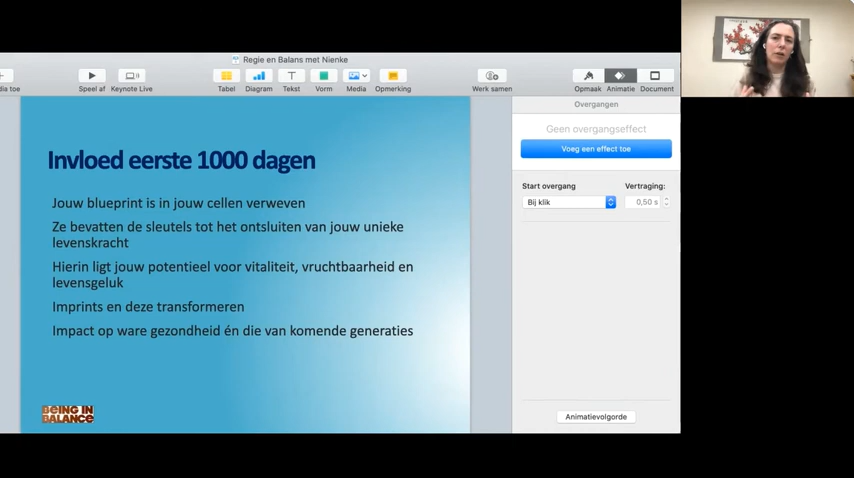 Regie en Balans met Nienke
dia toe
Speel af
Keynote Live
Tabel
Diagram
Tekst
Vorm
Media
Opmerking
Werk samen
Opmaak
Animatie
Document
Invloed eerste 1000 dagen
Jouw blueprint is in jouw cellen verweven
Ze bevatten de sleutels tot het ontsluiten van jouw unieke
levenskracht
Hierin ligt jouw potentieel voor vitaliteit, vruchtbaarheid en
levensgeluk
Imprints en deze transformeren
Impact op ware gezondheid én die van komende generaties
BEING IN
BALANCE
Overgangen
Geen overgangseffect
Voeg een effect toe
Start overgang
Vertraging:
Bij klik
0,50 s
Animatievolgorde